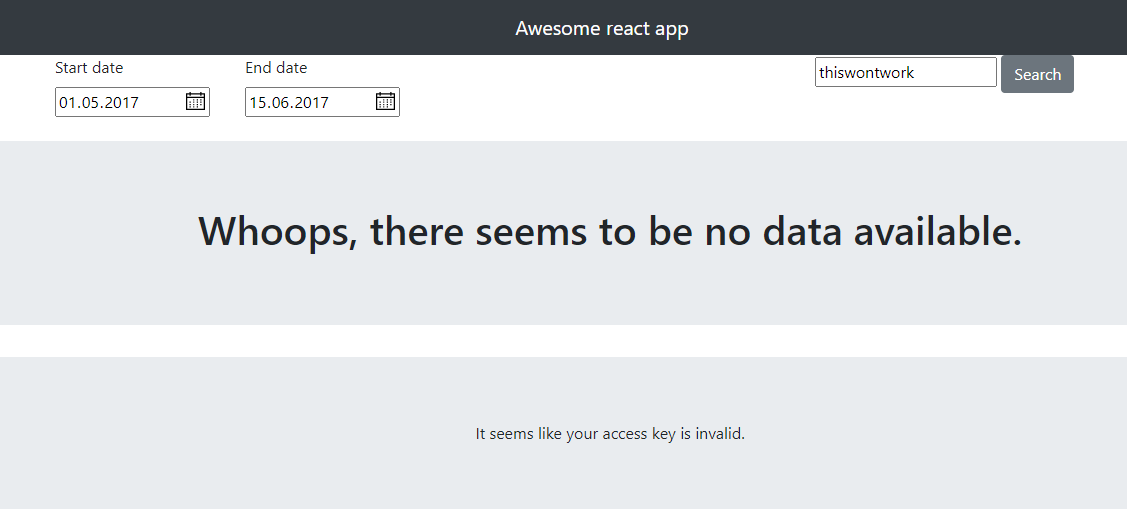 Awesome react app
Start date
End date
thiswontwork
Search
01.05.2017
15.06.2017
Whoops, there seems to be no data available.
It seems like your access key is invalid.